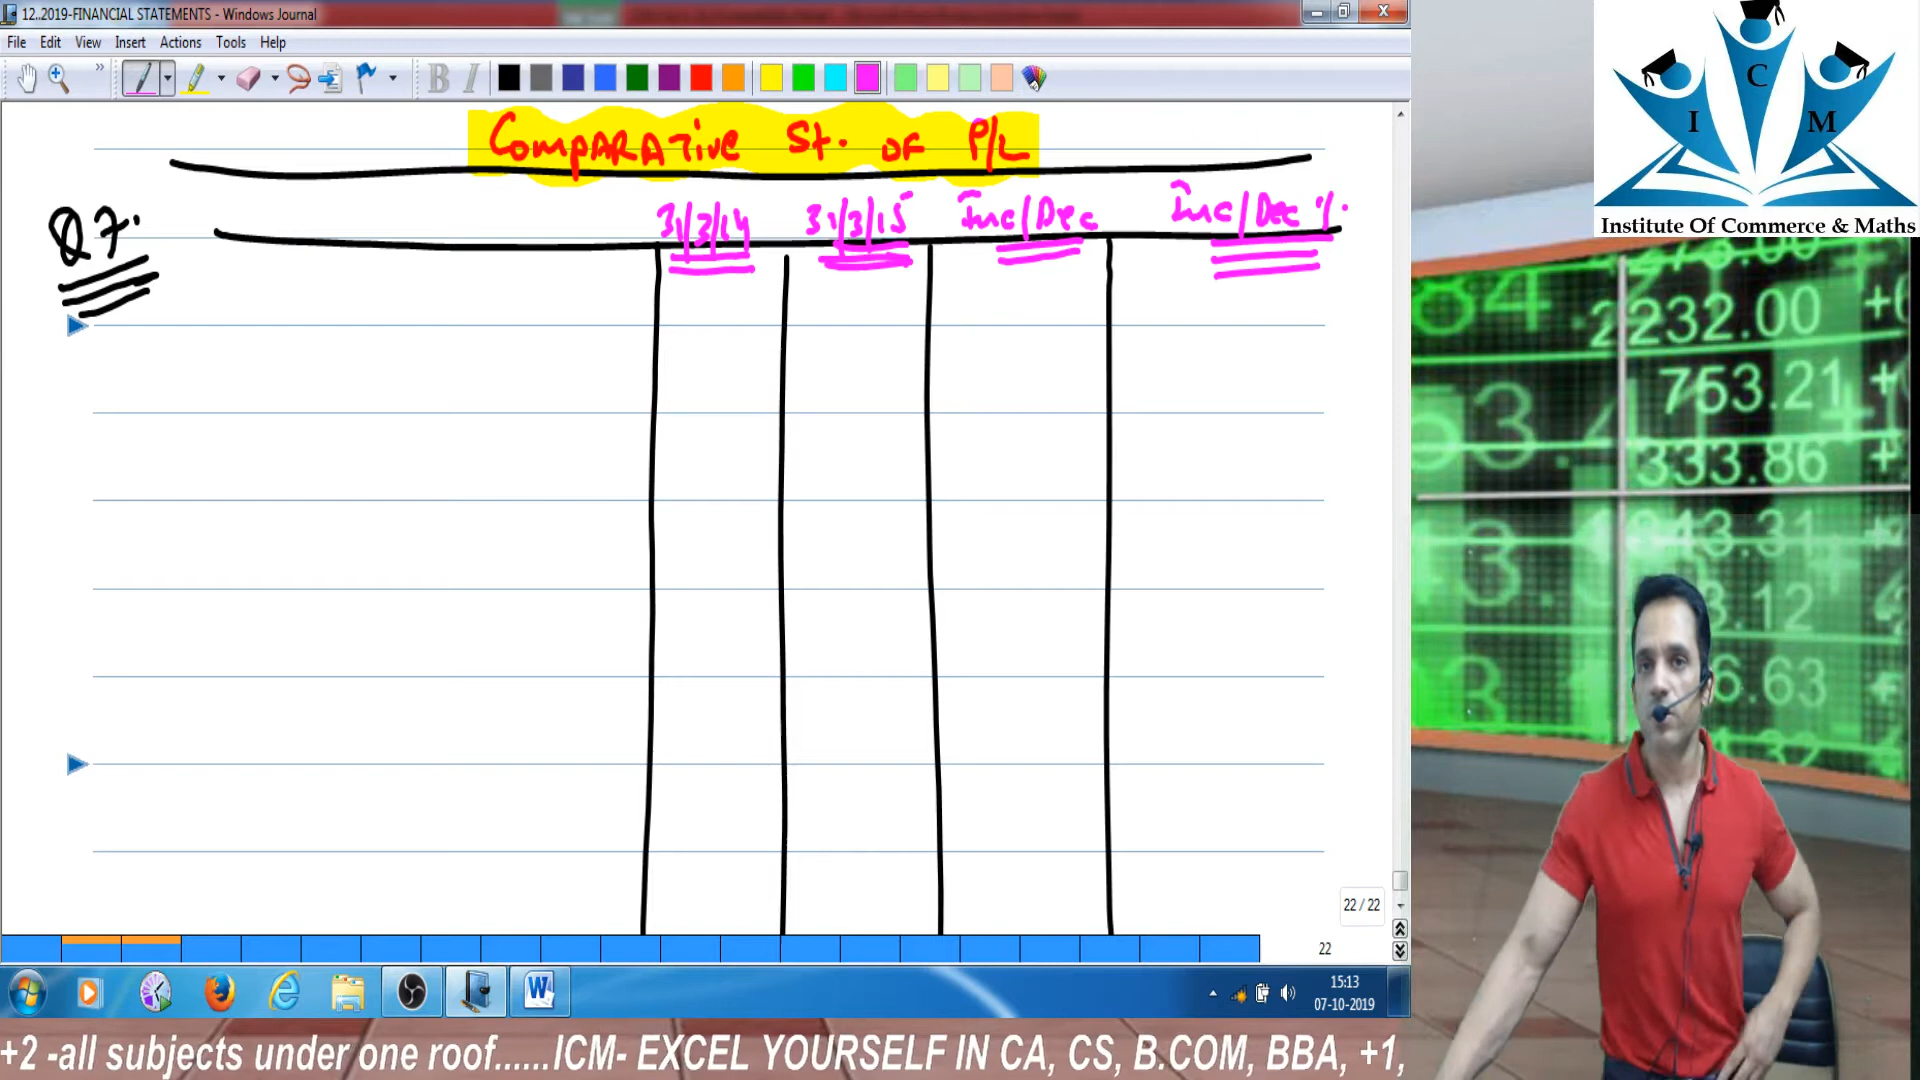 12..2019-FINANCIAL STATEMENTS - Windows Journal
File Edit View Insert Actions Tools Help
B I
Comparative St. of P/L
Q7.
31/3/14 31/3/15 Inc/Dec Inc/Dec %.
22 / 22
22
15:13
07-10-2019
I C M
Institute Of Commerce & Maths
2232.00
753.21
333.86
+2 -all subjects under one roof......ICM- EXCEL YOURSELF IN CA, CS, B.COM, BBA, +1,